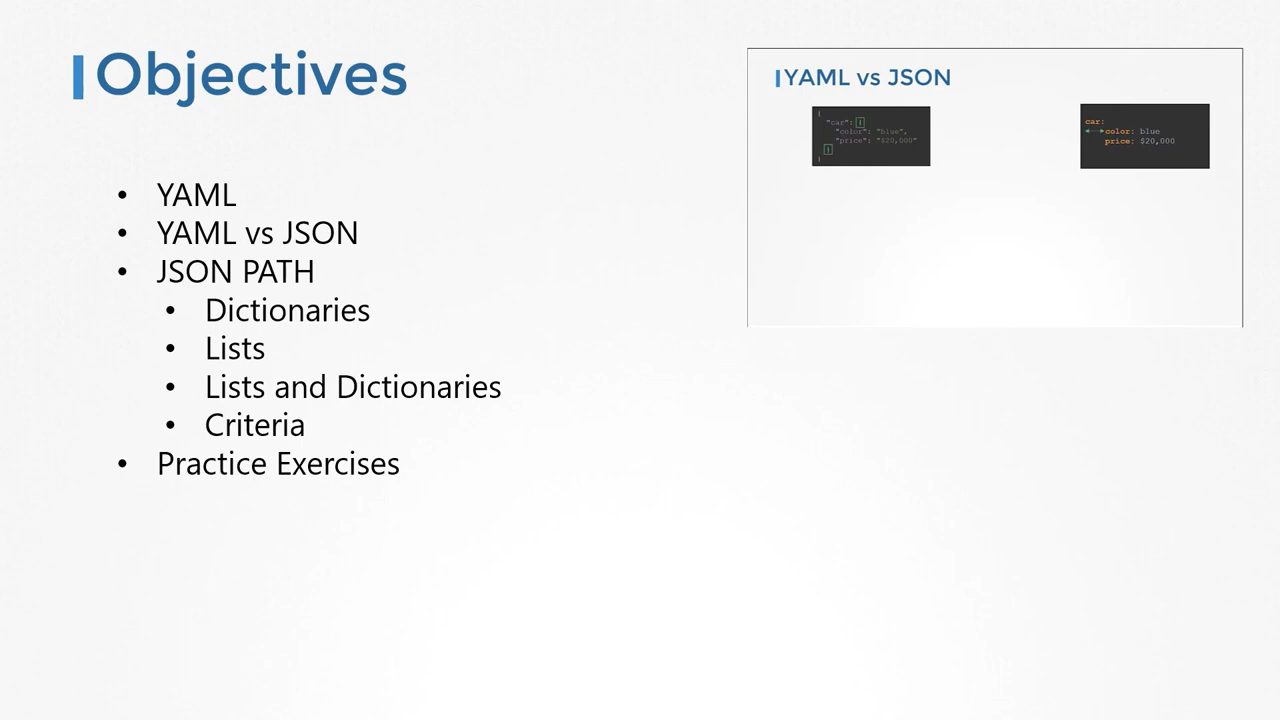 Objectives
• YAML
• YAML vs JSON
• JSON PATH
• Dictionaries
• Lists
• Lists and Dictionaries
• Criteria
• Practice Exercises
YAML vs JSON
{
"car": {
"color": "blue",
"price": "$20,000"
}
}
car:
color: blue
price: $20,000